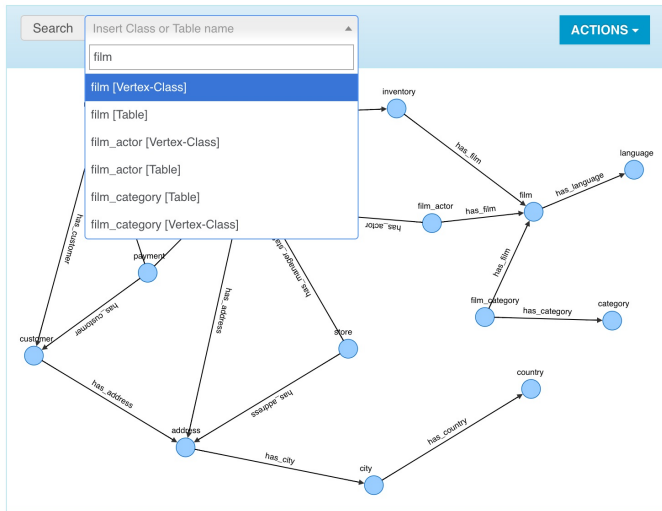 Search
Insert Class or Table name
ACTIONS
film
film [Vertex-Class]
film [Table]
film_actor [Vertex-Class]
film_actor [Table]
film_category [Table]
film_category [Vertex-Class]
inventory
has_film
language
has_language
film
film_actor
has_film
has_actor
has_customer
payment
has_film
has_manager_sta
has_address
has_customer
film_category
has_category
category
customer
store
country
has_address
has_address
address
has_country
has_city
city